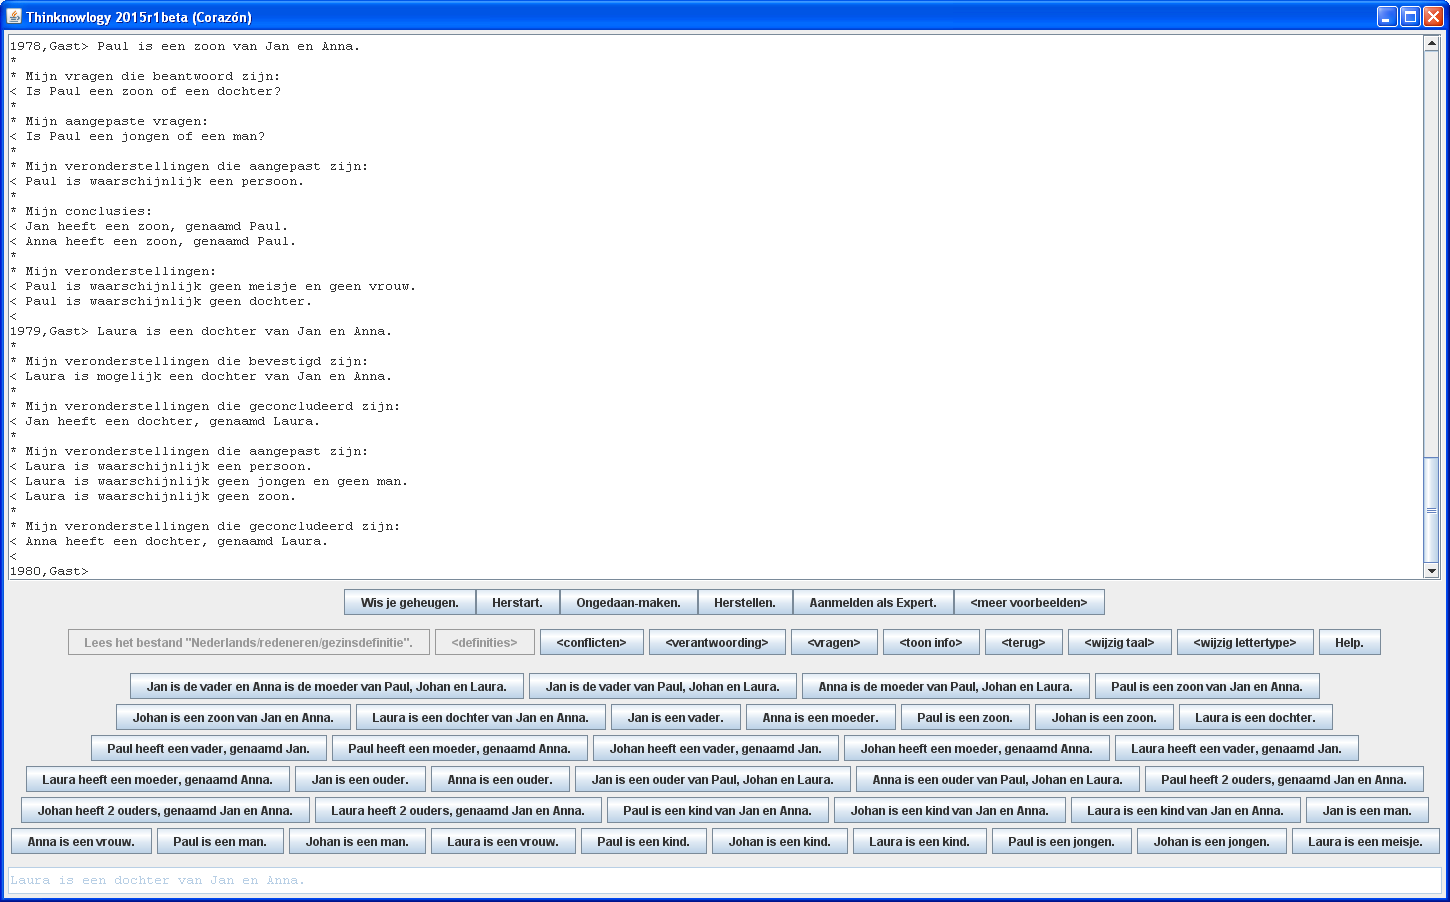 Thinknowlogy 2015r1beta (Corazón)
1978,Gast> Paul is een zoon van Jan en Anna.
*
* Mijn vragen die beantwoord zijn:
< Is Paul een zoon of een dochter?
*
* Mijn aangepaste vragen:
< Is Paul een jongen of een man?
*
* Mijn veronderstellingen die aangepast zijn:
< Paul is waarschijnlijk een persoon.
*
* Mijn conclusies:
< Jan heeft een zoon, genaamd Paul.
< Anna heeft een zoon, genaamd Paul.
*
* Mijn veronderstellingen:
< Paul is waarschijnlijk geen meisje en geen vrouw.
< Paul is waarschijnlijk geen dochter.
<
1979,Gast> Laura is een dochter van Jan en Anna.
*
* Mijn veronderstellingen die bevestigd zijn:
< Laura is mogelijk een dochter van Jan en Anna.
*
* Mijn veronderstellingen die geconcludeerd zijn:
< Jan heeft een dochter, genaamd Laura.
*
* Mijn veronderstellingen die aangepast zijn:
< Laura is waarschijnlijk een persoon.
< Laura is waarschijnlijk geen jongen en geen man.
< Laura is waarschijnlijk geen zoon.
*
* Mijn veronderstellingen die geconcludeerd zijn:
< Anna heeft een dochter, genaamd Laura.
<
1980,Gast>
Wis je geheugen. Herstart. Ongedaan-maken. Herstellen. Aanmelden als Expert. <meer voorbeelden>
Lees het bestand "Nederlands/redeneren/gezinsdefinitie". <definities> <conflicten> <verantwoording> <vragen> <toon info> <terug> <wijzig taal> <wijzig lettertype> Help.
Jan is de vader en Anna is de moeder van Paul, Johan en Laura. Jan is de vader van Paul, Johan en Laura. Anna is de moeder van Paul, Johan en Laura. Paul is een zoon van Jan en Anna.
Johan is een zoon van Jan en Anna. Laura is een dochter van Jan en Anna. Jan is een vader. Anna is een moeder. Paul is een zoon. Johan is een zoon. Laura is een dochter.
Paul heeft een vader, genaamd Jan. Paul heeft een moeder, genaamd Anna. Johan heeft een vader, genaamd Jan. Johan heeft een moeder, genaamd Anna. Laura heeft een vader, genaamd Jan.
Laura heeft een moeder, genaamd Anna. Jan is een ouder. Anna is een ouder. Jan is een ouder van Paul, Johan en Laura. Anna is een ouder van Paul, Johan en Laura. Paul heeft 2 ouders, genaamd Jan en Anna.
Johan heeft 2 ouders, genaamd Jan en Anna. Laura heeft 2 ouders, genaamd Jan en Anna. Paul is een kind van Jan en Anna. Johan is een kind van Jan en Anna. Laura is een kind van Jan en Anna. Jan is een man.
Anna is een vrouw. Paul is een man. Johan is een man. Laura is een vrouw. Paul is een kind. Johan is een kind. Laura is een kind. Paul is een jongen. Johan is een jongen. Laura is een meisje.
Laura is een dochter van Jan en Anna.